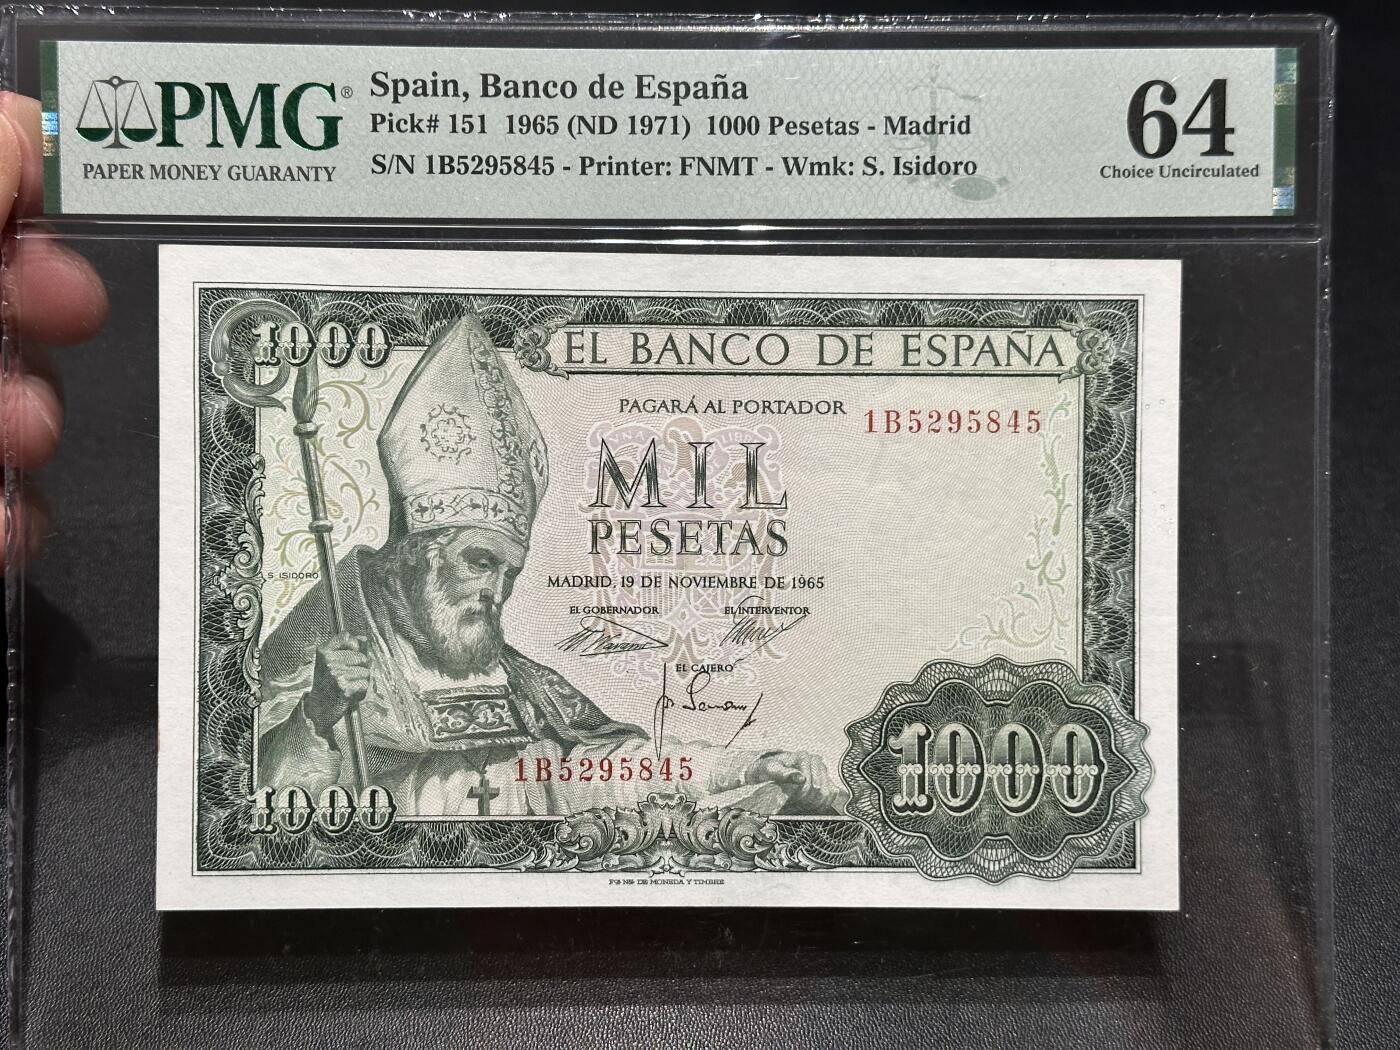 PMG®
PAPER MONEY GUARANTY
Spain, Banco de España
Pick# 151 1965 (ND 1971) 1000 Pesetas - Madrid
S/N 1B5295845 - Printer: FNMT - Wmk: S. Isidoro
64
Choice Uncirculated
1000
EL BANCO DE ESPAÑA
PAGARÁ AL PORTADOR
1B5295845
MIL
PESETAS
S. ISIDORO
MADRID, 19 DE NOVIEMBRE DE 1965
EL GOBERNADOR
EL INTERVENTOR
EL CAJERO
1B5295845
1000
1000